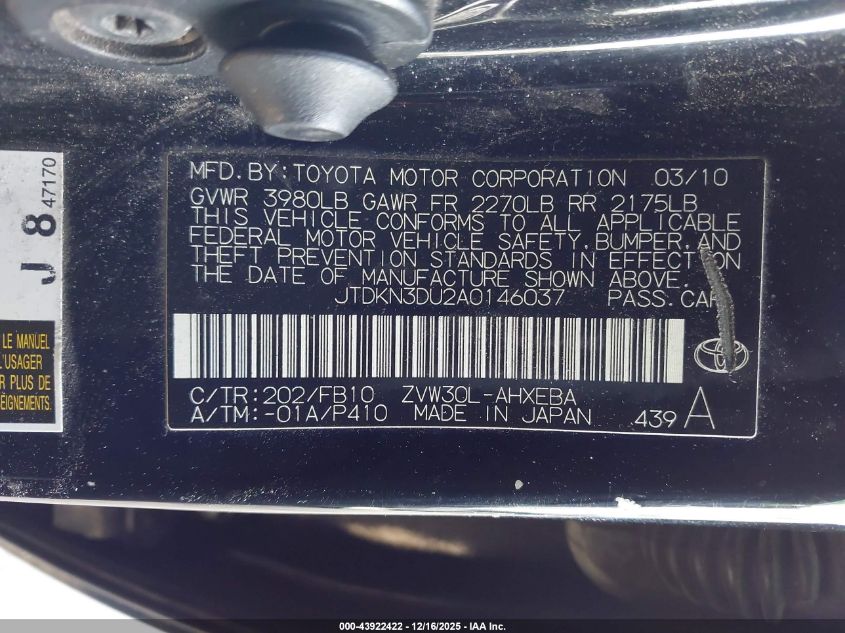 MFD.BY:TOYOTA MOTOR CORPORATION 03/10
GVWR 3980LB GAWR FR 2270LB RR 2175LB
THIS VEHICLE CONFORMS TO ALL APPLICABLE
FEDERAL MOTOR VEHICLE SAFETY,BUMPER,AND
THEFT PREVENTION STANDARDS IN EFFECT ON
THE DATE OF MANUFACTURE SHOWN ABOVE.
JTDKN3DU2A0146037 PASS.CAR
C/TR:202/FB10 ZVW30L-AHXEBA
A/TM:-01A/P410 MADE IN JAPAN 439 A
J 8 47170
LE MANUEL
L'USAGER
R PLUS DE
EIGNEMENTS.
000-43922422 - 12/16/2025 - IAA Inc.